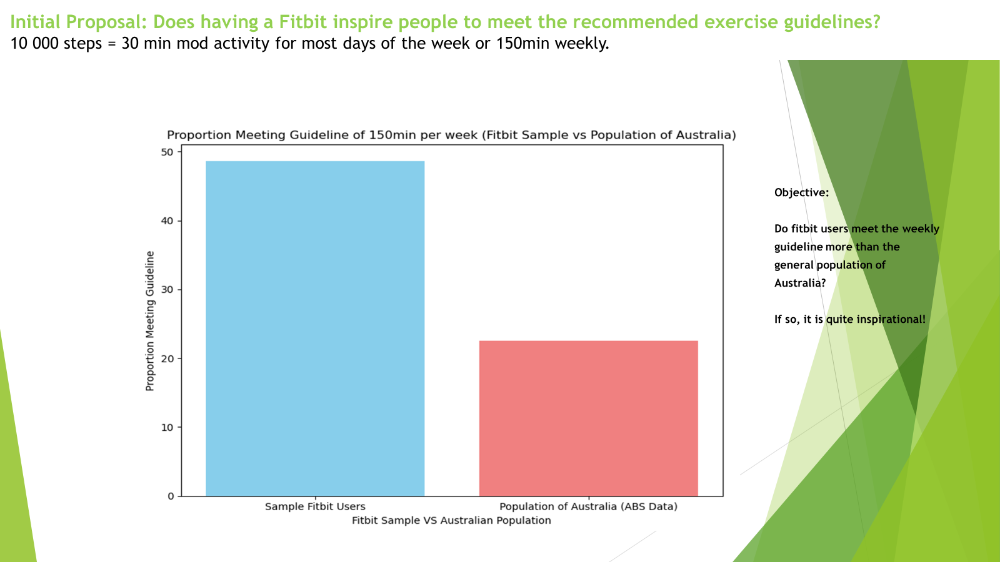 Initial Proposal: Does having a Fitbit inspire people to meet the recommended exercise guidelines?
10 000 steps = 30 min mod activity for most days of the week or 150min weekly.
Proportion Meeting Guideline of 150min per week (Fitbit Sample vs Population of Australia)
Proportion Meeting Guideline
50
40
30
20
10
0
Sample Fitbit Users
Population of Australia (ABS Data)
Fitbit Sample VS Australian Population
Objective:
Do fitbit users meet the weekly
guideline more than the
general population of
Australia?
If so, it is quite inspirational!